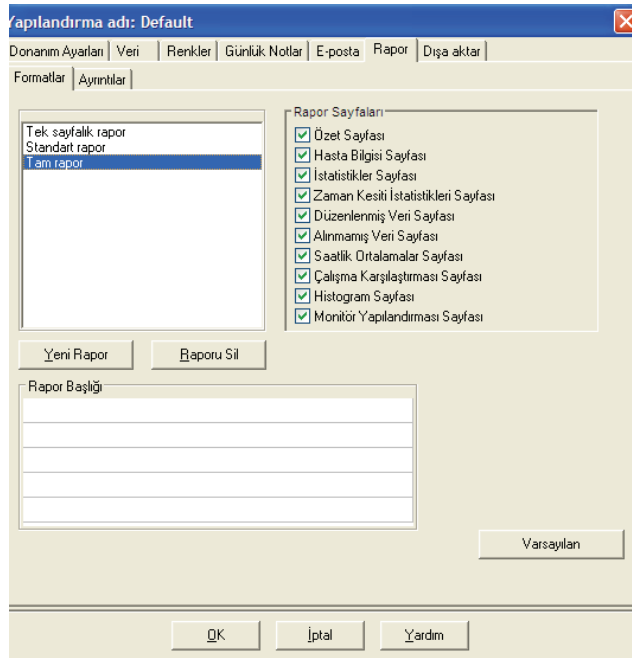 Yapılandırma adı: Default
Donanım Ayarları Veri Renkler Günlük Notlar E-posta Rapor Dışa aktar
Formatlar Ayrıntılar
Tek sayfalık rapor
Standart rapor
Tam rapor
Rapor Sayfaları
Özet Sayfası
Hasta Bilgisi Sayfası
İstatistikler Sayfası
Zaman Kesiti İstatistikleri Sayfası
Düzenlenmiş Veri Sayfası
Alınmamış Veri Sayfası
Saatlik Ortalamalar Sayfası
Çalışma Karşılaştırması Sayfası
Histogram Sayfası
Monitör Yapılandırması Sayfası
Yeni Rapor Raporu Sil
Rapor Başlığı
Varsayılan
OK İptal Yardım